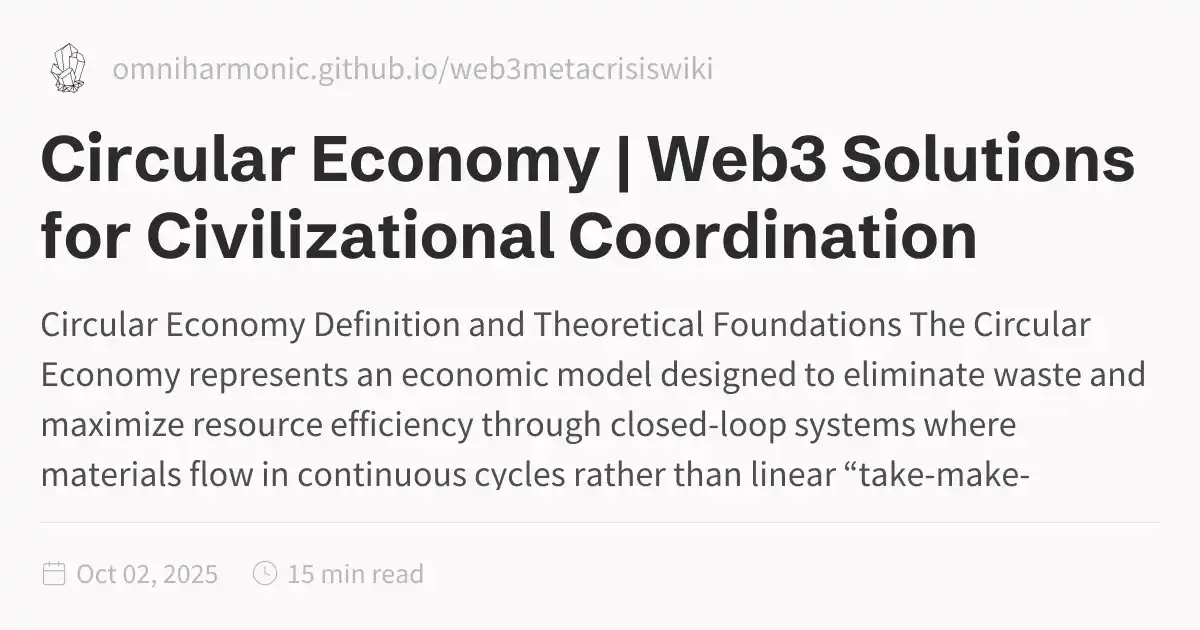 omniharmonic.github.io/web3metacrisiswiki
Circular Economy | Web3 Solutions
for Civilizational Coordination
Circular Economy Definition and Theoretical Foundations The Circular
Economy represents an economic model designed to eliminate waste and
maximize resource efficiency through closed-loop systems where
materials flow in continuous cycles rather than linear “take-make-
Oct 02, 2025 15 min read